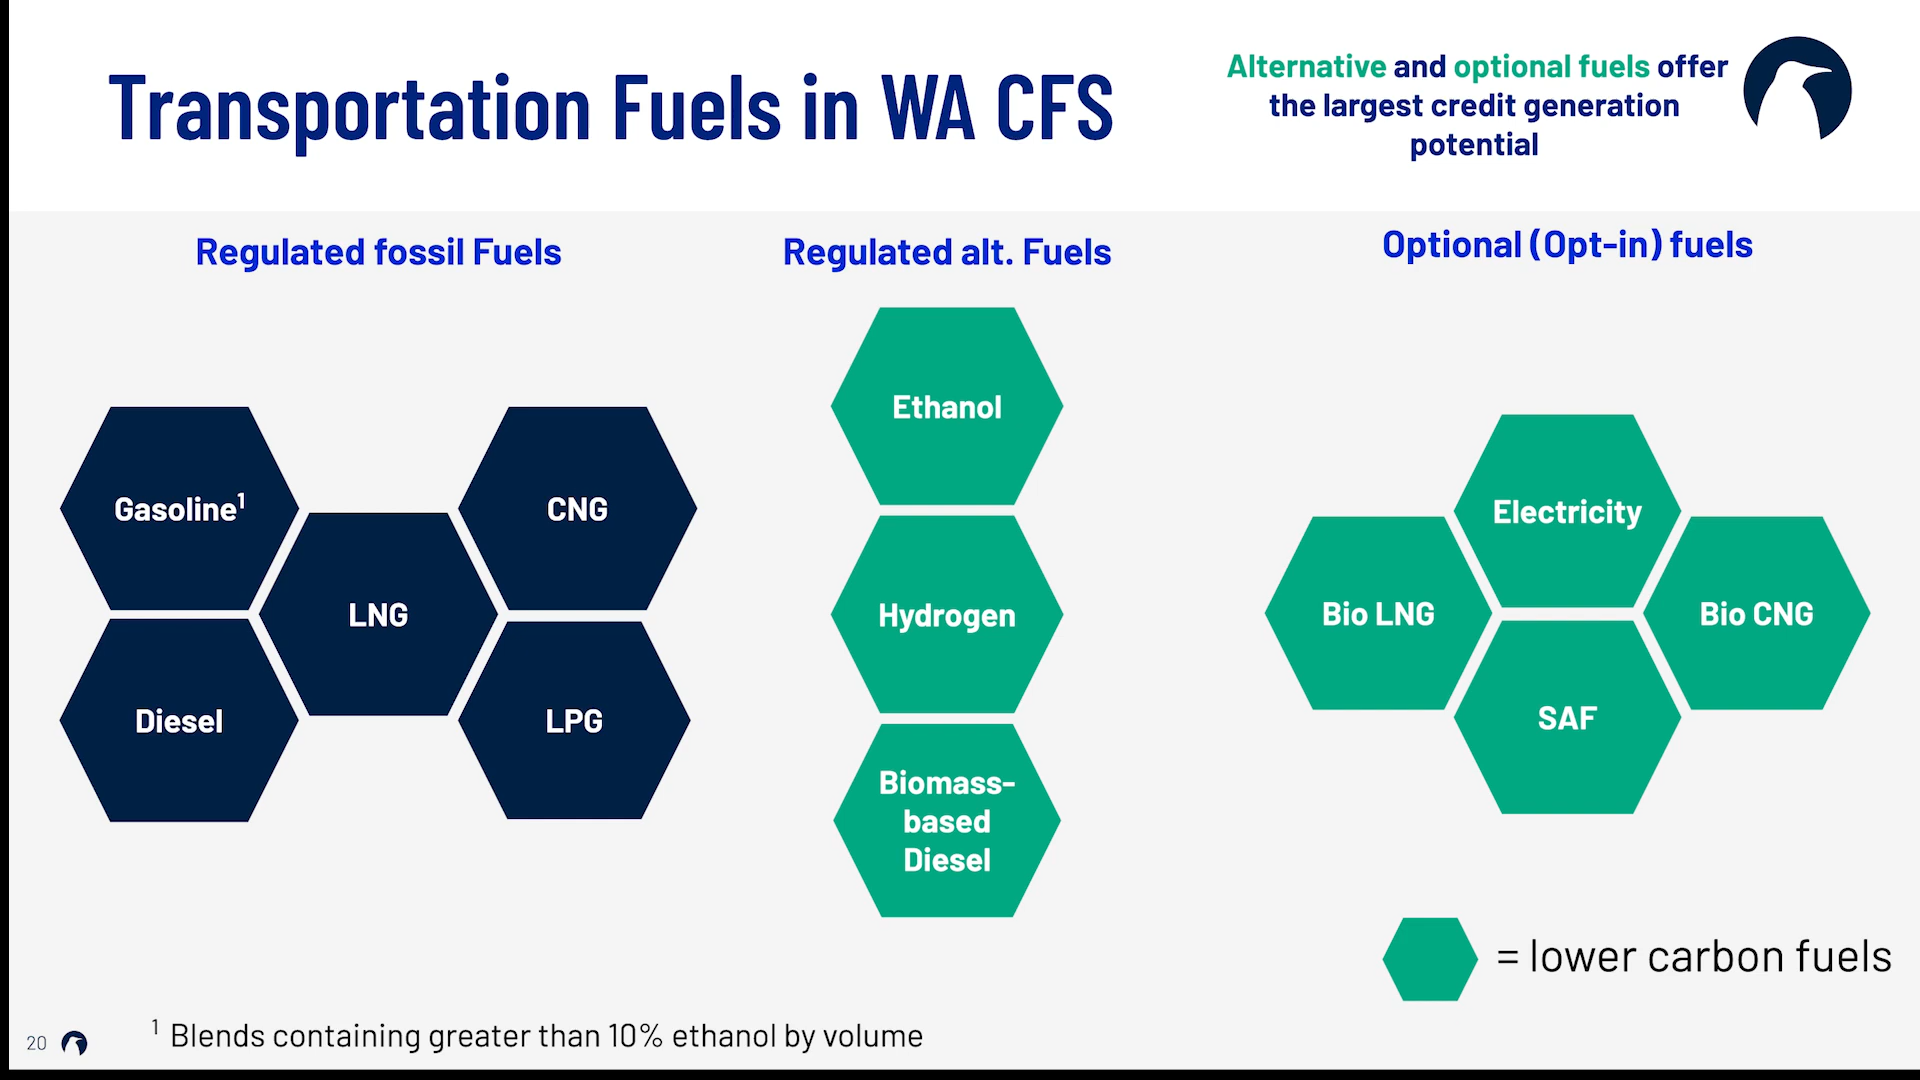 Transportation Fuels in WA CFS
Alternative and optional fuels offer
the largest credit generation
potential
Regulated fossil Fuels
Regulated alt. Fuels
Optional (Opt-in) fuels
Gasoline¹
CNG
LNG
Diesel
LPG
Ethanol
Hydrogen
Biomass-
based
Diesel
Electricity
Bio LNG
Bio CNG
SAF
= lower carbon fuels
¹ Blends containing greater than 10% ethanol by volume
20